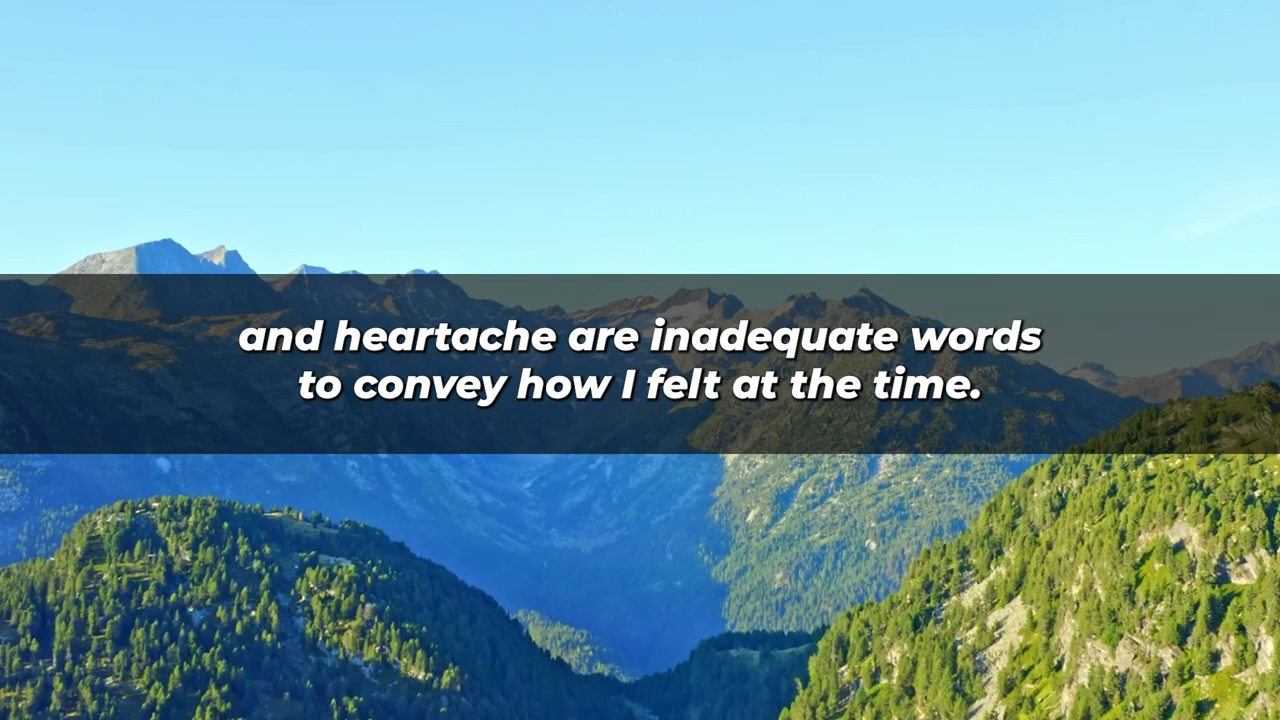 and heartache are inadequate words
to convey how I felt at the time.